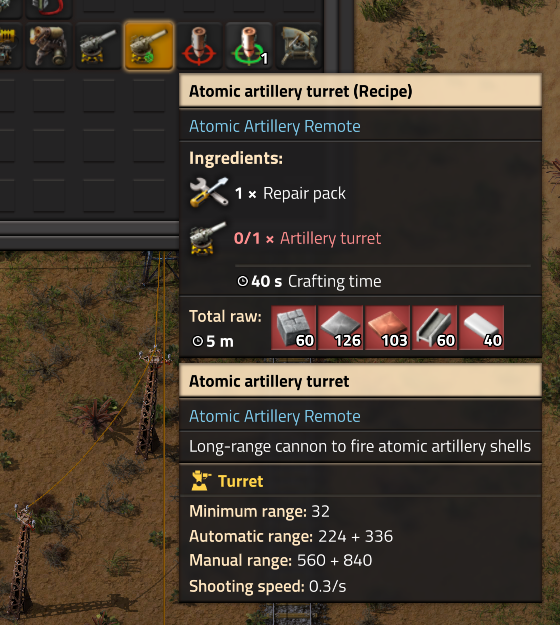 1
Atomic artillery turret (Recipe)
Atomic Artillery Remote
Ingredients:
1 × Repair pack
0/1 × Artillery turret
40 s Crafting time
Total raw: 60 126 103 60 40
5 m
Atomic artillery turret
Atomic Artillery Remote
Long-range cannon to fire atomic artillery shells
Turret
Minimum range: 32
Automatic range: 224 + 336
Manual range: 560 + 840
Shooting speed: 0.3/s